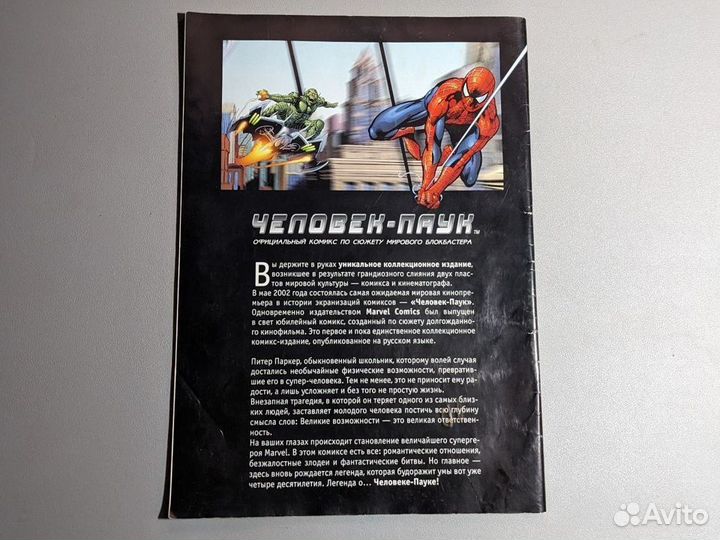 ЧЕЛОВЕК-ПАУК™
ОФИЦИАЛЬНЫЙ КОМИКС ПО СЮЖЕТУ МИРОВОГО БЛОКБАСТЕРА
Вы держите в руках уникальное коллекционное издание,
возникшее в результате грандиозного слияния двух плас-
тов мировой культуры — комикса и кинематографа.
В мае 2002 года состоялась самая ожидаемая мировая кинопре-
мьера в истории экранизаций комиксов — «Человек-Паук».
Одновременно издательством Marvel Comics был выпущен
в свет юбилейный комикс, созданный по сюжету долгожданно-
го кинофильма. Это первое и пока единственное коллекционное
комикс-издание, опубликованное на русском языке.
Питер Паркер, обыкновенный школьник, которому волей случая
достались необычайные физические возможности, преврати-
вшие его в супер-человека. Тем не менее, это не приносит ему ра-
дости, а лишь усложняет и без того не простую жизнь.
Внезапная трагедия, в которой он теряет одного из самых близ-
ких людей, заставляет молодого человека постичь всю глубину
смысла слов: Великие возможности — это великая ответствен-
ность.
На ваших глазах происходит становление величайшего суперге-
роя Marvel. В этом комиксе есть все: романтические отношения,
безжалостные злодеи и фантастические битвы. Но главное —
здесь вновь рождается легенда, которая будоражит умы вот уже
четыре десятилетия. Легенда о... Человеке-Пауке!
Avito